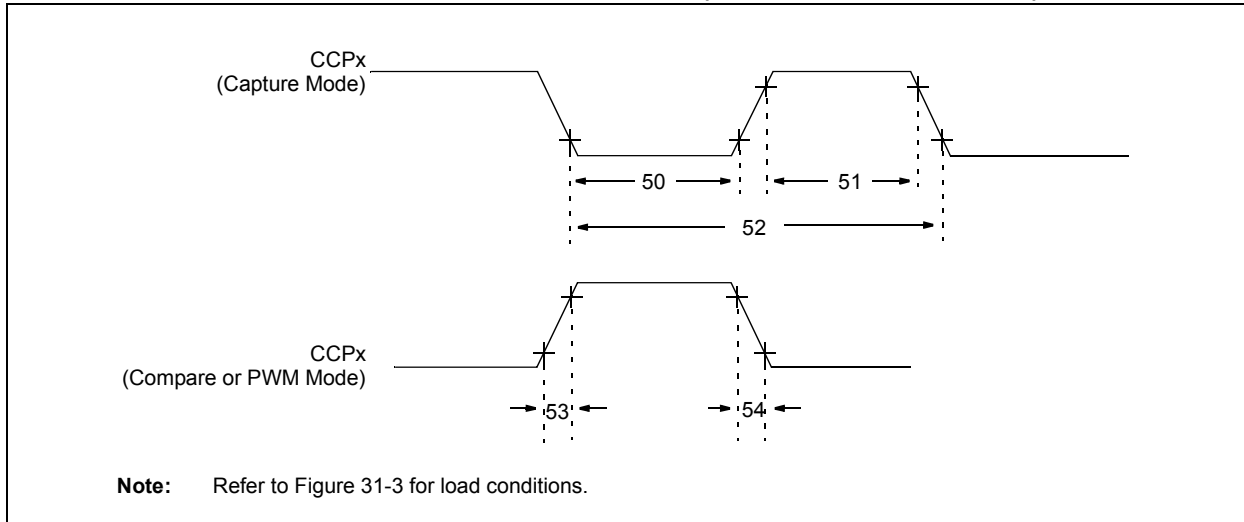 CCPx
(Capture Mode)
50
51
52
CCPx
(Compare or PWM Mode)
53
54
Note: Refer to Figure 31-3 for load conditions.